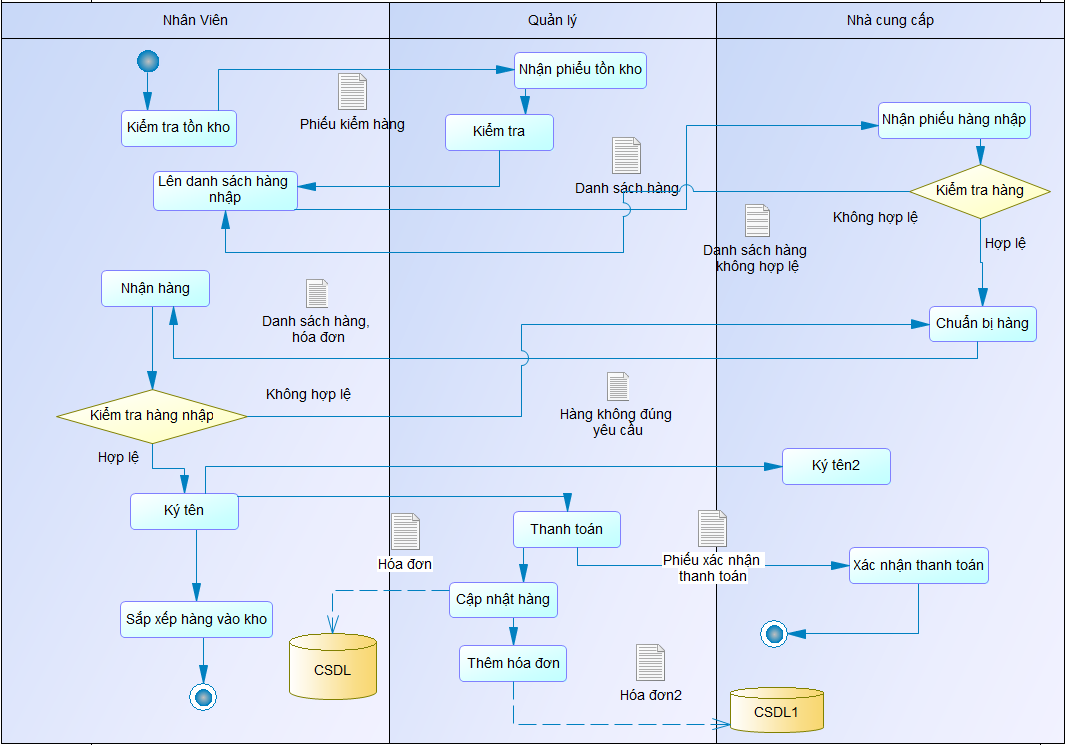 Nhân Viên
Quản lý
Nhà cung cấp
Nhận phiểu tồn kho
Kiểm tra tồn kho
Phiếu kiểm hàng
Kiểm tra
Nhận phiếu hàng nhập
Lên danh sách hàng
nhập
Danh sách hàng
Kiểm tra hàng
Không hợp lê
Danh sách hàng
không hợp lệ
Hợp lệ
Nhận hàng
Danh sách hàng,
hóa đơn
Chuẩn bị hàng
Không hợp lệ
Kiểm tra hàng nhập
Hàng không đúng
yêu cầu
Hợp lệ
Ký tên2
Ký tên
Thanh toán
Hóa đơn
Phiếu xác nhận
thanh toán
Xác nhận thanh toán
Cập nhật hàng
Sắp xếp hàng vào kho
CSDL
Thêm hóa đơn
Hóa đơn2
CSDL1